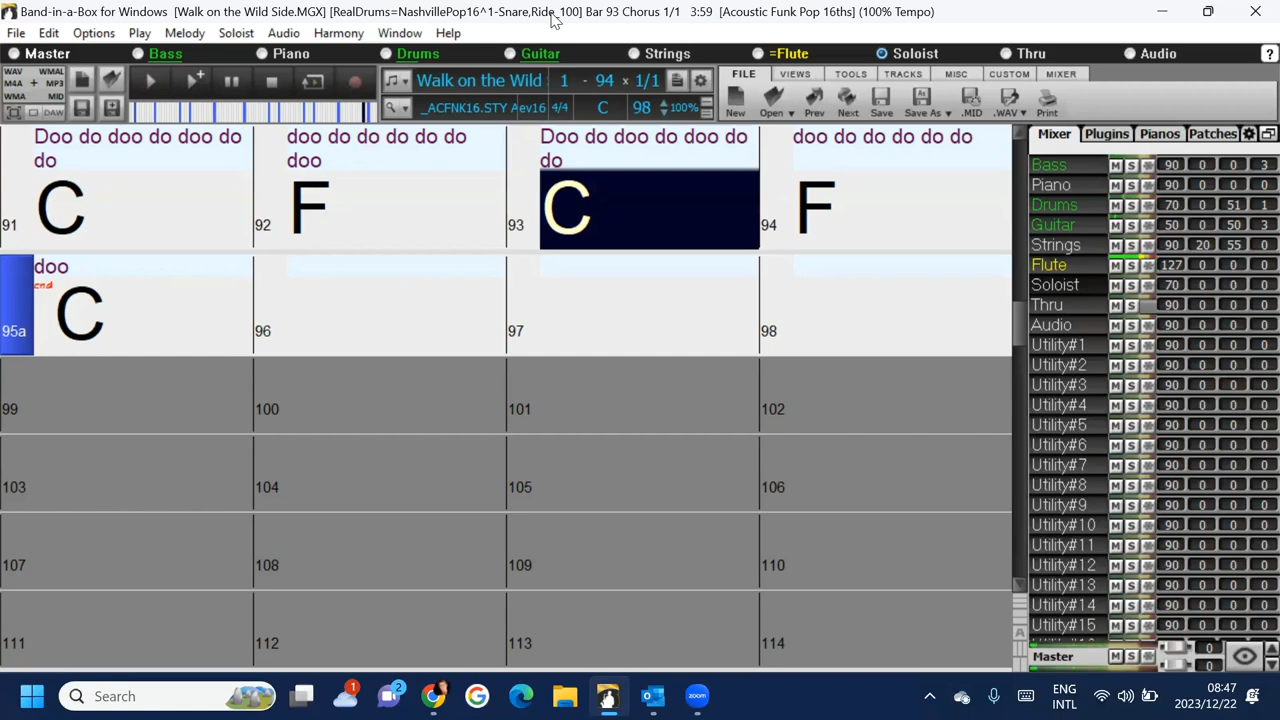 Band-in-a-Box for Windows [Walk on the Wild Side.MGX] [RealDrums=NashvillePop16^1-Snare,Ride_100] Bar 93 Chorus 1/1 3:59 [Acoustic Funk Pop 16ths] (100% Tempo)
File Edit Options Play Melody Soloist Audio Harmony Window Help
Master Bass Piano Drums Guitar Strings =Flute Soloist Thru Audio ?
WAV WMAL
M4A + MP3
WMA MID
DAW
Walk on the Wild 1 - 94 x 1/1
_ACFNK16.STY Aev16 4/4 C 98 100%
FILE VIEWS TOOLS TRACKS MISC CUSTOM MIXER
New Open Prev Next Save Save As .MID .WAV Print
Mixer Plugins Pianos Patches
Doo do do doo do do
doo do do do do doo
Doo do do doo do do
doo do do do do do
91 C 92 F 93 C 94 F
doo
end
95a C 96 97 98
99 100 101 102
103 104 105 106
107 108 109 110
111 112 113 114
Bass M S 90 0 0 3
Piano M S 90 0 0 0
Drums M S 70 0 51 1
Guitar M S 50 0 50 3
Strings M S 90 20 55 0
Flute M S 127 0 0 0
Soloist M S 70 0 0 0
Thru M S 90 0 0 0
Audio M S 90 0 0 0
Utility#1 M S 90 0 0 0
Utility#2 M S 90 0 0 0
Utility#3 M S 90 0 0 0
Utility#4 M S 90 0 0 0
Utility#5 M S 90 0 0 0
Utility#6 M S 90 0 0 0
Utility#7 M S 90 0 0 0
Utility#8 M S 90 0 0 0
Utility#9 M S 90 0 0 0
Utility#10 M S 90 0 0 0
Utility#11 M S 90 0 0 0
Utility#12 M S 90 0 0 0
Utility#13 M S 90 0 0 0
Utility#14 M S 90 0 0 0
Utility#15 M S 90 0 0 0
A
Master M S 0
0
Search
1
2
ENG
INTL
08:47
2023/12/22